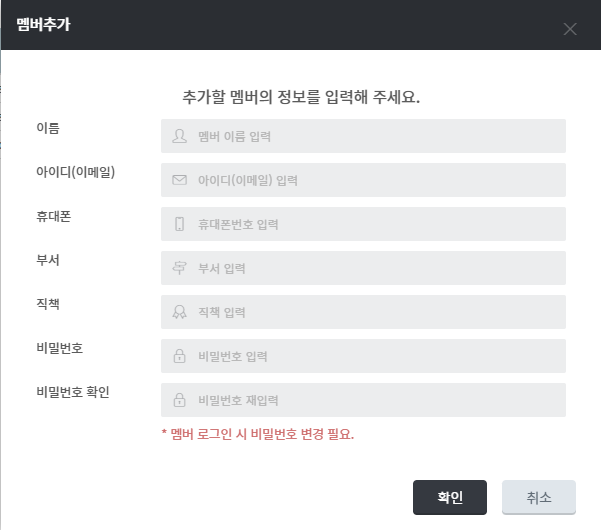 멤버추가
추가할 멤버의 정보를 입력해 주세요.
이름
멤버 이름 입력
아이디(이메일)
아이디(이메일) 입력
휴대폰
휴대폰번호 입력
부서
부서 입력
직책
직책 입력
비밀번호
비밀번호 입력
비밀번호 확인
비밀번호 재입력
* 멤버 로그인 시 비밀번호 변경 필요.
확인
취소